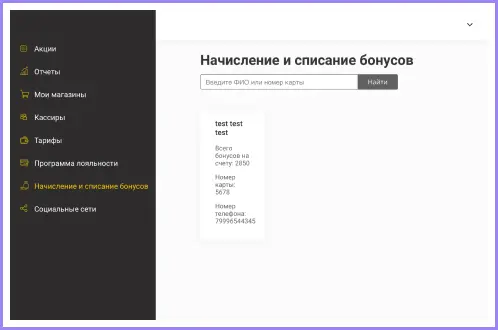 Акции
Отчеты
Мои магазины
Кассиры
Тарифы
Программа лояльности
Начисление и списание бонусов
Социальные сети
Начисление и списание бонусов
Введите ФИО или номер карты
Найти
test test
test
Всего
бонусов на
счету: 2850
Номер
карты:
5678
Номер
телефона:
79996544345